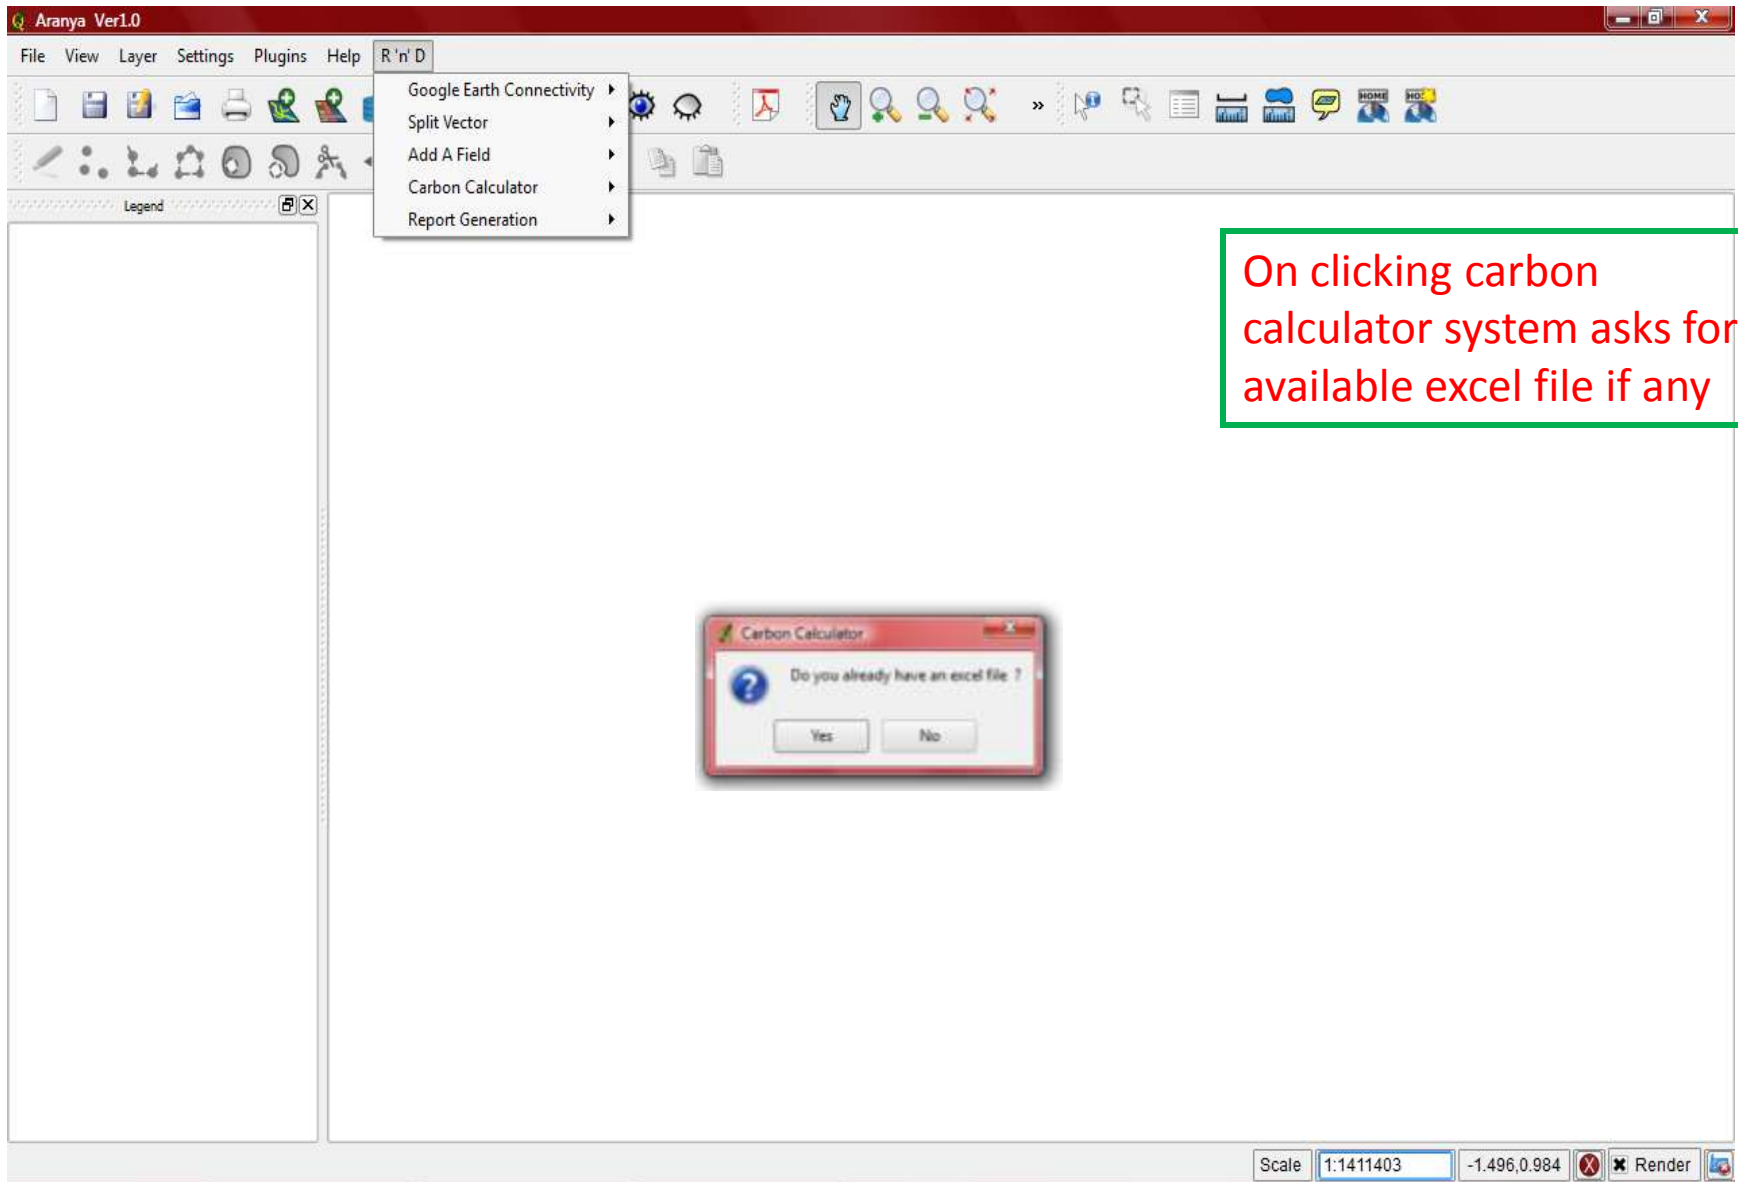 Aranya Ver1.0
File View Layer Settings Plugins Help R 'n' D
Google Earth Connectivity
Split Vector
Add A Field
Carbon Calculator
Report Generation
»
HOME
Legend
On clicking carbon
calculator system asks for
available excel file if any
Carbon Calculator
Do you already have an excel file ?
Yes No
Scale 1:1411403 -1.496,0.984 Render